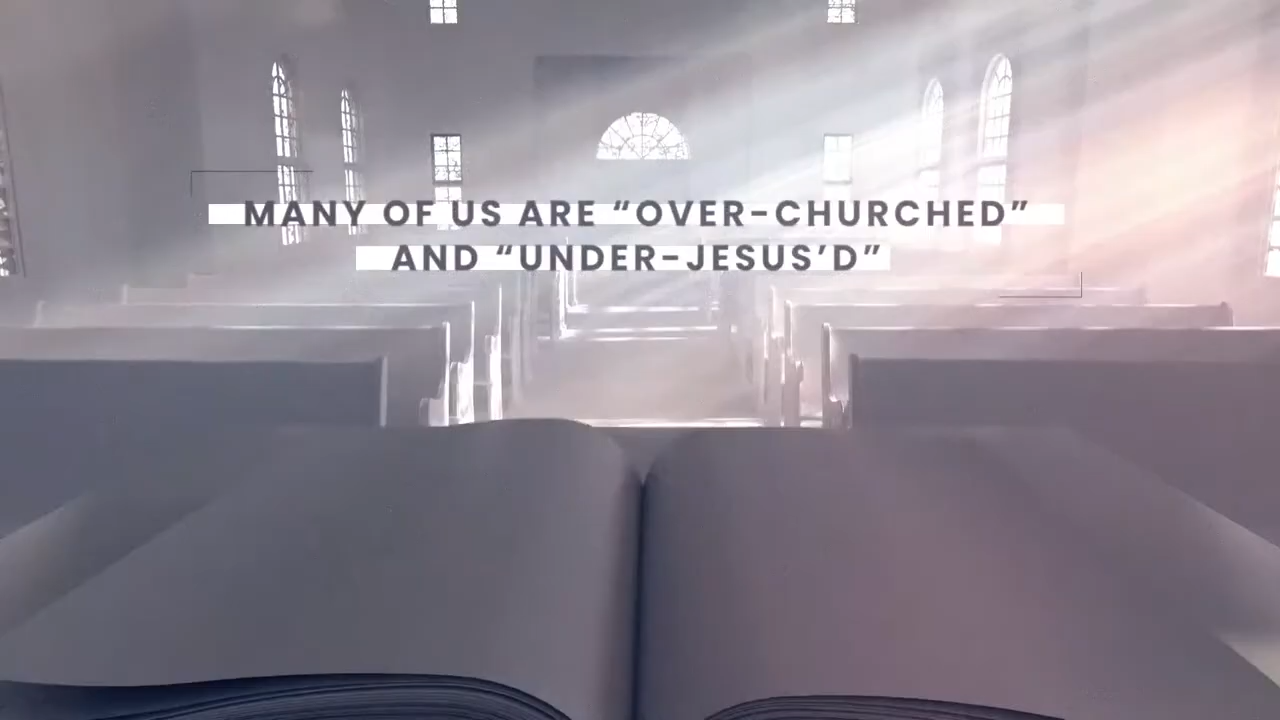 MANY OF US ARE “OVER-CHURCHED”
AND “UNDER-JESUS’D”